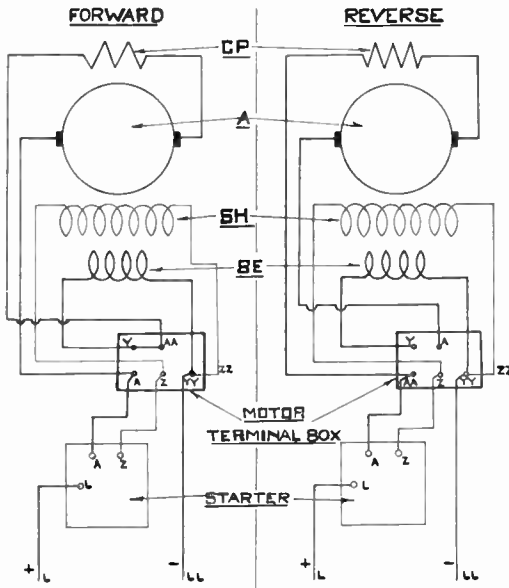 FORWARD REVERSE
CP
A
SH
SE
Y AA Y A
A Z YY ZZ AA Z YY ZZ
MOTOR
TERMINAL BOX
A Z A Z
L L
STARTER
+ L - LL + L - LL